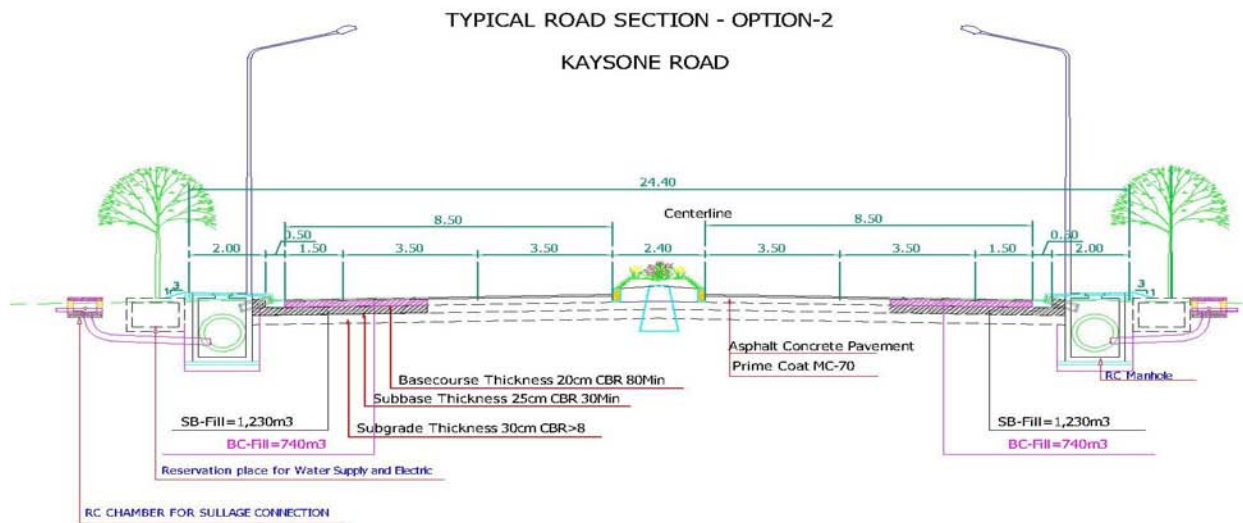 TYPICAL ROAD SECTION - OPTION-2
KAYSONE ROAD
24.40
8.50
Centerline
8.50
2.00
0.50
1.50
3.50
3.50
2.40
3.50
3.50
1.50
0.50
2.00
3
1
3
1
Asphalt Concrete Pavement
Prime Coat MC-70
Basecourse Thickness 20cm CBR 80Min
RC Manhole
Subbase Thickness 25cm CBR 30Min
SB-Fill=1,230m3
SB-Fill=1,230m3
Subgrade Thickness 30cm CBR>8
BC-Fill=740m3
BC-Fill=740m3
Reservation place for Water Supply and Electric
RC CHAMBER FOR SULLAGE CONNECTION